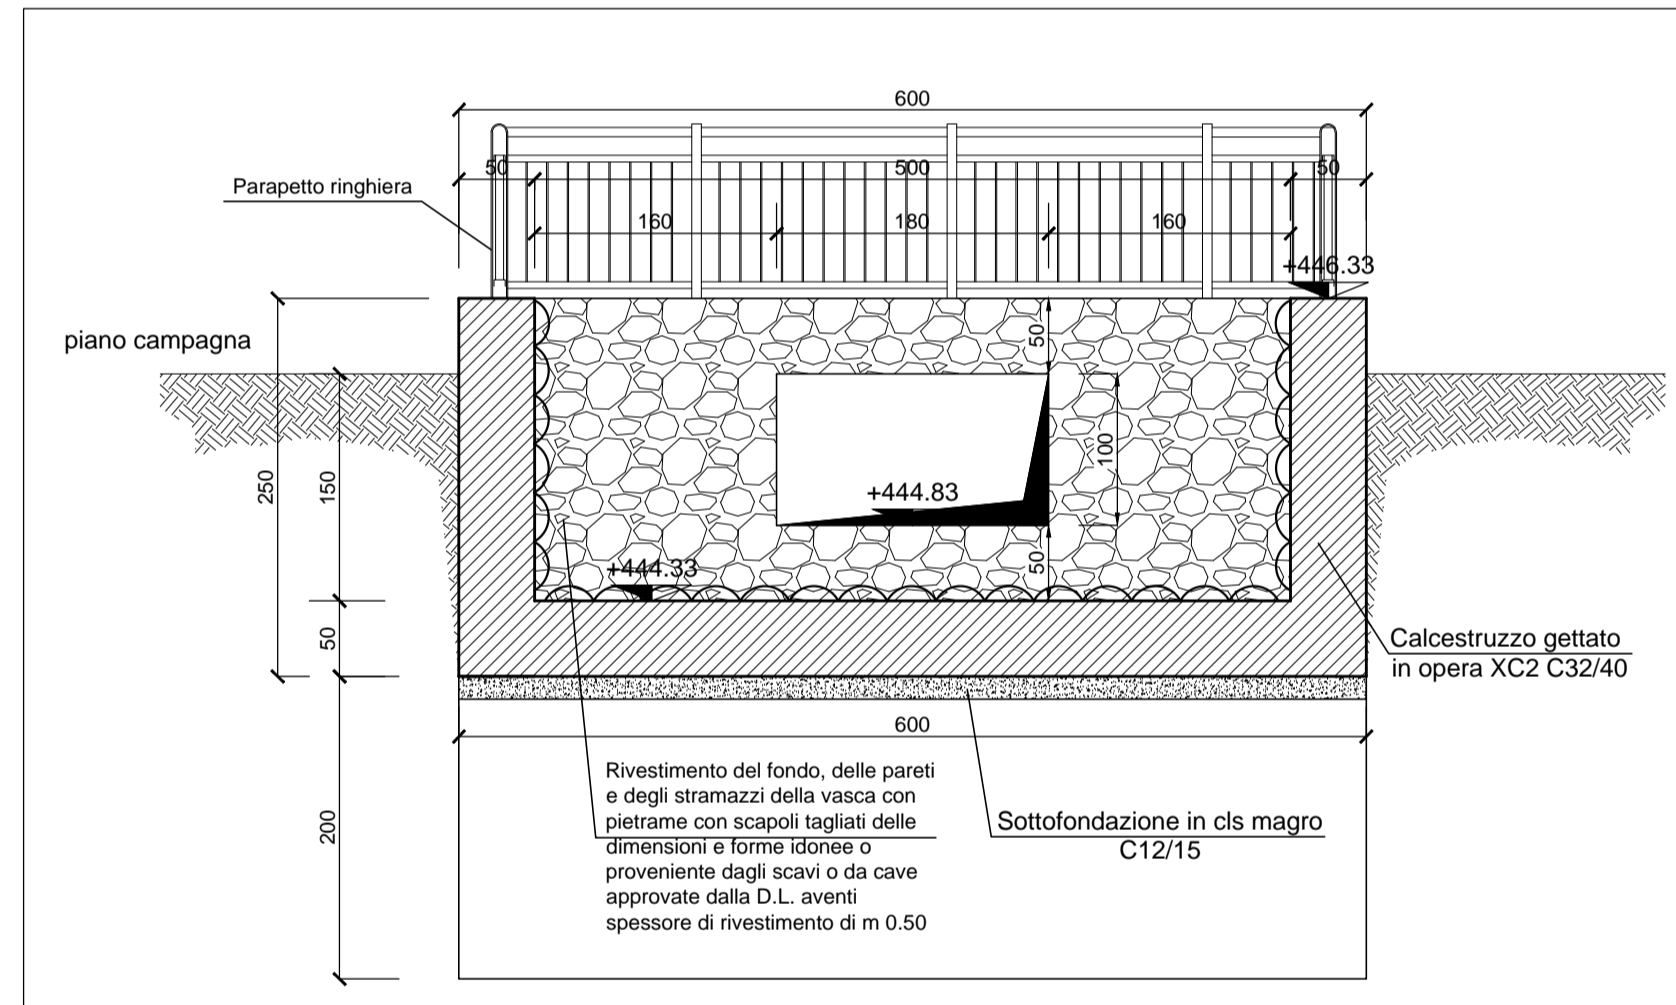 600
50
500
50
Parapetto ringhiera
160
180
160
+446.33
piano campagna
50
250
150
100
+444.83
50
+444.33
50
Calcestruzzo gettato
in opera XC2 C32/40
600
Rivestimento del fondo, delle pareti
e degli stramazzi della vasca con
pietrame con scapoli tagliati delle
dimensioni e forme idonee o
proveniente dagli scavi o da cave
approvate dalla D.L. aventi
spessore di rivestimento di m 0.50
Sottofondazione in cls magro
C12/15
200